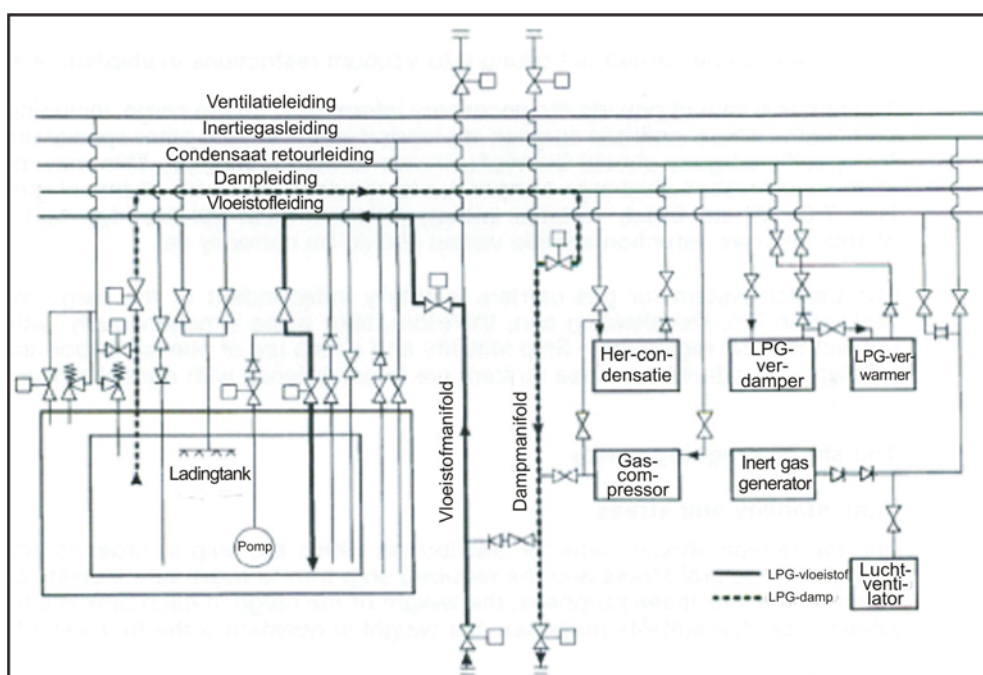 Ventilatieleiding
Inertiegasleiding
Condensaat retourleiding
Dampleiding
Vloeistofleiding
Vloeistofmanifold
Dampmanifold
Her-con-
densatie
LPG-
ver-
damper
LPG-ver-
warmer
Ladingtank
Pomp
Gas-
com-
pressor
Inert gas
generator
Lucht-
venti-
lator
LPG-vloeistof
LPG-damp